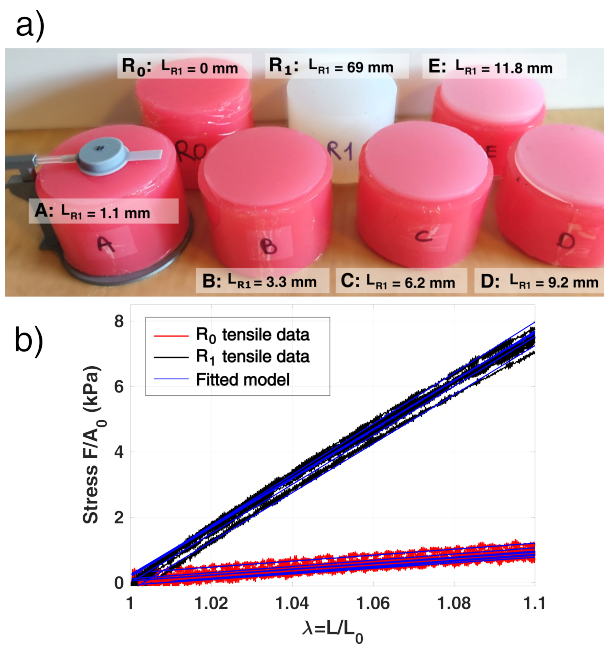 a)
R0: LR1 = 0 mm
R1: LR1 = 69 mm
E: LR1 = 11.8 mm
R0
R1
E
A: LR1 = 1.1 mm
A
B
C
D
B: LR1 = 3.3 mm
C: LR1 = 6.2 mm
D: LR1 = 9.2 mm
b)
8
6
4
2
0
Stress F/A0 (kPa)
R0 tensile data
R1 tensile data
Fitted model
1
1.02
1.04
1.06
1.08
1.1
λ=L/L0